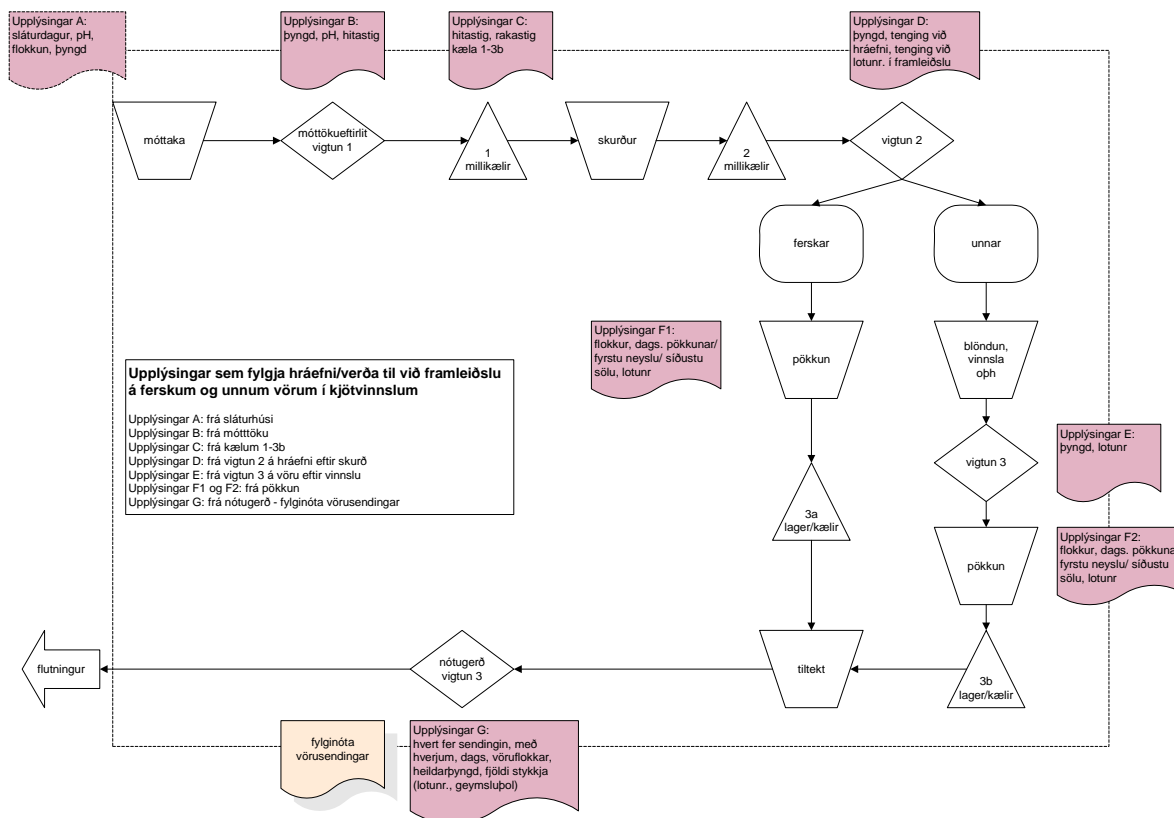 Upplýsingar A:
sláturdagur, pH,
flokkun, þyngd
Upplýsingar B:
þyngd, pH, hitastig
Upplýsingar C:
hitastig, rakastig
kæla 1-3b
Upplýsingar D:
þyngd, tenging við
hráefni, tenging við
lotunr. í framleiðslu
móttaka
móttökueftirlit
vigtun 1
1
millikælir
skurður
2
millikælir
vigtun 2
ferskar
unnar
Upplýsingar F1:
flokkur, dags. pökkunar/
fyrstu neyslu/ síðustu
sölu, lotunr
pökkun
blöndun,
vinnsla
oþh
Upplýsingar sem fylgja hráefni/verða til við framleiðslu
á ferskum og unnum vörum í kjötvinnslum
Upplýsingar A: frá sláturhúsi
Upplýsingar B: frá mótttöku
Upplýsingar C: frá kælum 1-3b
Upplýsingar D: frá vigtun 2 á hráefni eftir skurð
Upplýsingar E: frá vigtun 3 á vöru eftir vinnslu
Upplýsingar F1 og F2: frá pökkun
Upplýsingar G: frá nótugerð - fylginóta vörusendingar
Upplýsingar E:
þyngd, lotunr
vigtun 3
3a
lager/kælir
Upplýsingar F2:
flokkur, dags. pökkuna
fyrstu neyslu/ síðustu
sölu, lotunr
pökkun
flutningur
nótugerð
vigtun 3
tiltekt
3b
lager/kælir
fylginóta
vörusendingar
Upplýsingar G:
hvert fer sendingin, með
hverjum, dags, vöruflokkar,
heildarþyngd, fjöldi stykkja
(lotunr., geymsluþol)